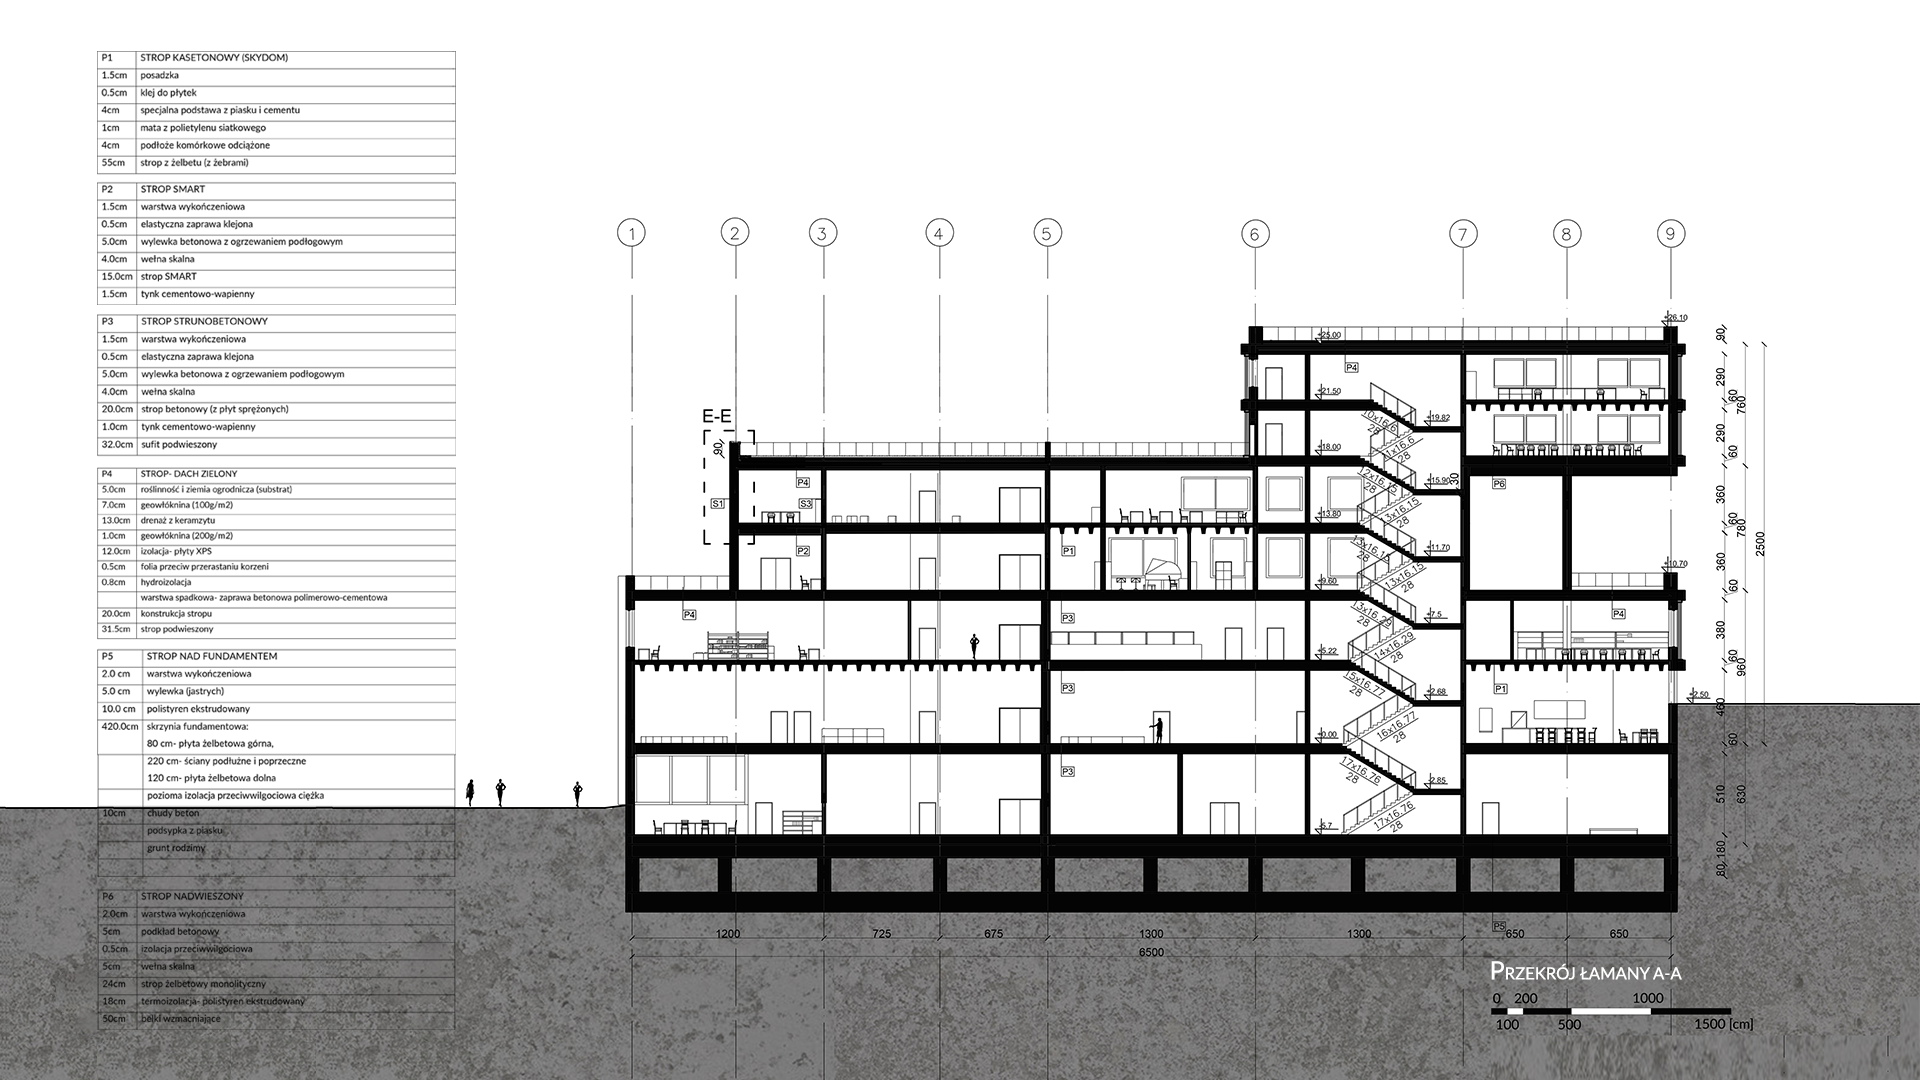 P1 STROP KASETONOWY (SKYDOM)
1.5cm posadzka
0.5cm klej do płytek
4cm specjalna podstawa z piasku i cementu
1cm mata z polietylenu siatkowego
4cm podłoże komórkowe odciążone
55cm strop z żelbetu (z żebrami)
P2 STROP SMART
1.5cm warstwa wykończeniowa
0.5cm elastyczna zaprawa klejona
5.0cm wylewka betonowa z ogrzewaniem podłogowym
4.0cm wełna skalna
15.0cm strop SMART
1.5cm tynk cementowo-wapienny
P3 STROP STRUNOBETONOWY
1.5cm warstwa wykończeniowa
0.5cm elastyczna zaprawa klejona
5.0cm wylewka betonowa z ogrzewaniem podłogowym
4.0cm wełna skalna
20.0cm strop betonowy (z płyt sprężonych)
1.0cm tynk cementowo-wapienny
32.0cm sufit podwieszony
P4 STROP- DACH ZIELONY
5.0cm roślinność i ziemia ogrodnicza (substrat)
7.0cm geowłóknina (100g/m2)
13.0cm drenaż z keramzytu
1.0cm geowłóknina (200g/m2)
12.0cm izolacja- płyty XPS
0.5cm folia przeciw przerastaniu korzeni
0.8cm hydroizolacja
warstwa spadkowa- zaprawa betonowa polimerowo-cementowa
20.0cm konstrukcja stropu
31.5cm strop podwieszony
P5 STROP NAD FUNDAMENTEM
2.0 cm warstwa wykończeniowa
5.0 cm wylewka (jastrych)
10.0 cm polistyren ekstrudowany
420.0cm skrzynia fundamentowa:
80 cm- płyta żelbetowa górna,
220 cm- ściany podłużne i poprzeczne
120 cm- płyta żelbetowa dolna
pozioma izolacja przeciwwilgociowa ciężka
10cm chudy beton
podsypka z piasku
grunt rodzimy
P6 STROP NADWIESZONY
2.0cm warstwa wykończeniowa
5cm podkład betonowy
0.5cm izolacja przeciwwilgociowa
5cm wełna skalna
24cm strop żelbetowy monolityczny
18cm termoizolacja- polistyren ekstrudowany
50cm belki wzmacniające
1 2 3 4 5 6 7 8 9
+26.10
+25.00
90
P4
290
+21.50
60
760
10x16.6
28
+19.82
E-E
90
11x16.6
28
290
+18.00
60
P4
12x16.15
28
+15.90
30
P6
S1
S3
360
13x16.15
28
+13.80
60
780
2500
P2
P1
13x16.15
28
+11.70
360
+10.70
13x16.15
28
+9.60
60
P4
P3
13x16.29
28
+7.5
P4
380
14x16.29
28
+5.22
60
960
P3
15x16.77
28
+2.68
P1
+2.50
460
16x16.77
28
+0.00
60
P3
17x16.76
28
-2.85
510
630
17x16.76
28
-5.7
180
80
P5
1200 725 675 1300 1300 650 650
6500
PRZEKRÓJ ŁAMANY A-A
0 200 1000
100 500 1500 [cm]